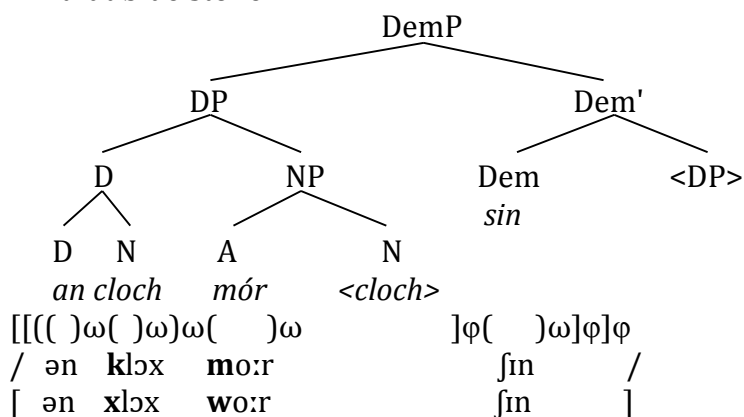 DemP
DP Dem'
D NP Dem <DP>
sin
D N A N
an cloch mór <cloch>
[[(( )ω( )ω)ω( )ω ]φ( )ω]φ]φ
/ ən klɔx moːr ʃɪn /
[ ən xlɔx woːr ʃɪn ]